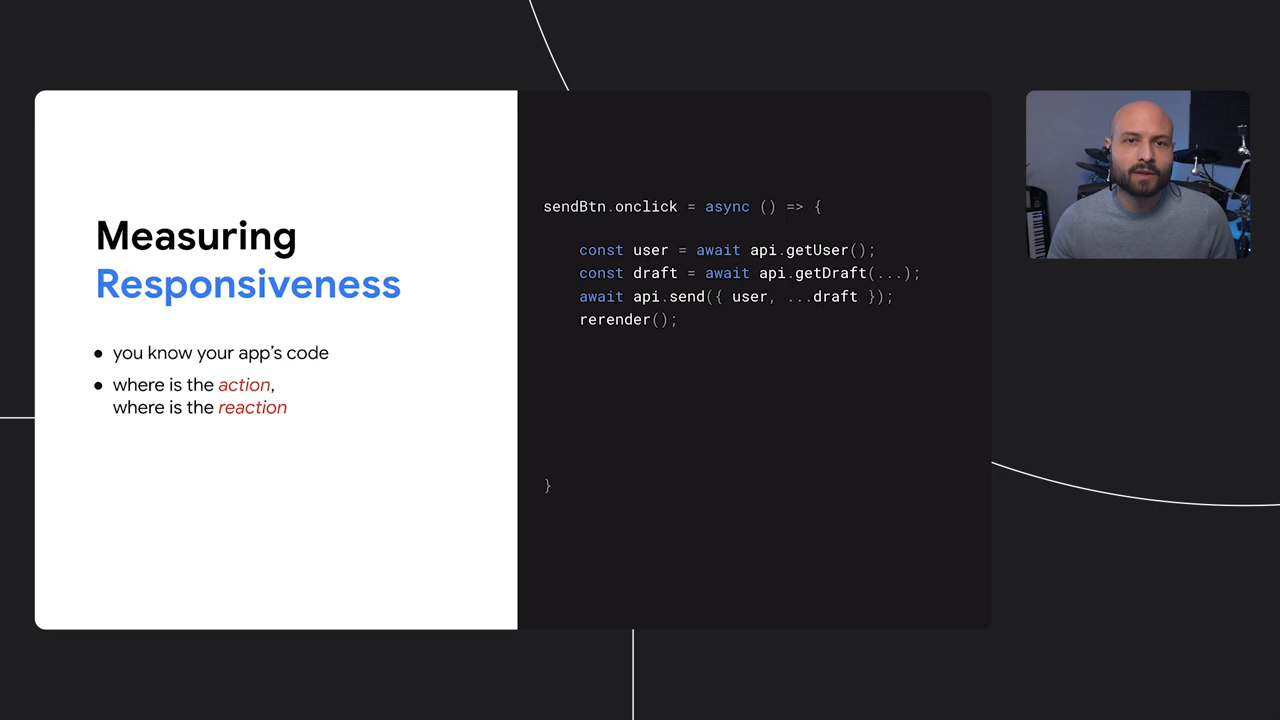 Measuring
Responsiveness
● you know your app’s code
● where is the action,
where is the reaction
sendBtn.onclick = async () => {
const user = await api.getUser();
const draft = await api.getDraft(...);
await api.send({ user, ...draft });
rerender();
}